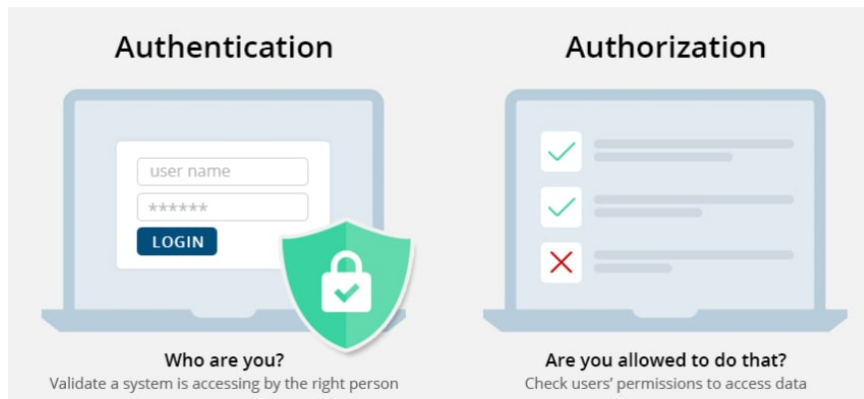 Authentication
Authorization
user name
******
LOGIN
Who are you?
Validate a system is accessing by the right person
Are you allowed to do that?
Check users' permissions to access data